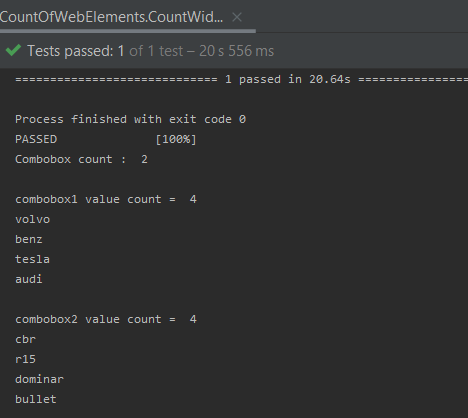 CountOfWebElements.CountWid... ×
Tests passed: 1 of 1 test – 20 s 556 ms
============================= 1 passed in 20.64s ================
Process finished with exit code 0
PASSED [100%]
Combobox count :  2
combobox1 value count =  4
volvo
benz
tesla
audi
combobox2 value count =  4
cbr
r15
dominar
bullet